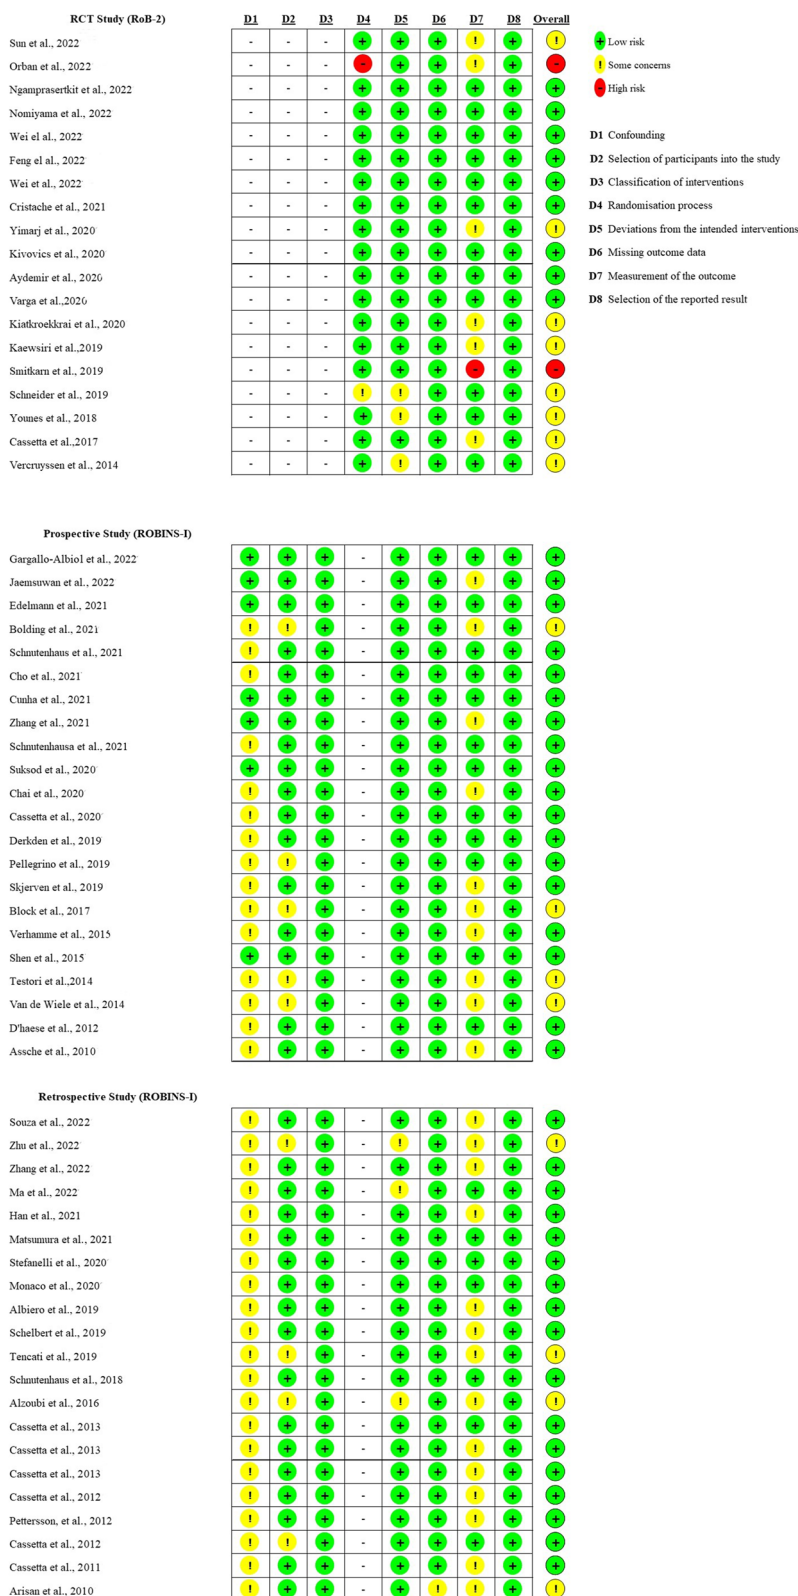 RCT Study (RoB-2) D1 D2 D3 D4 D5 D6 D7 D8 Overall
Sun et al., 2022 - - - + + + ! + !
Orban et al., 2022 - - - - + + ! + -
Ngamprasertkit et al., 2022 - - - + + + + + +
Nomiyama et al., 2022 - - - + + + + + +
Wei el al., 2022 - - - + + + + + +
Feng el al., 2022 - - - + + + + + +
Wei et al., 2022 - - - + + + + + +
Cristache et al., 2021 - - - + + + + + +
Yimarj et al., 2020 - - - + + + ! + !
Kivovics et al., 2020 - - - + + + + + +
Aydemir et al., 2020 - - - + + + + + +
Varga et al.,2020 - - - + + + + + +
Kiatkroekkrai et al., 2020 - - - + + + ! + !
Kaewsiri et al.,2019 - - - + + + ! + !
Smitkarn et al., 2019 - - - + + + - + -
Schneider et al., 2019 - - - ! ! + + + !
Younes et al., 2018 - - - + ! + + + !
Cassetta et al.,2017 - - - + + + ! + !
Vercruyssen et al., 2014 - - - + ! + + + !
+ Low risk
! Some concerns
- High risk
D1 Confounding
D2 Selection of participants into the study
D3 Classification of interventions
D4 Randomisation process
D5 Deviations from the intended interventions
D6 Missing outcome data
D7 Measurement of the outcome
D8 Selection of the reported result
Prospective Study (ROBINS-I)
Gargallo-Albiol et al., 2022 + + + - + + + + +
Jaemsuwan et al., 2022 + + + - + + ! + +
Edelmann et al., 2021 + + + - + + + + +
Bolding et al., 2021 ! ! + - + + ! + !
Schnutenhaus et al., 2021 ! + + - + + + + +
Cho et al., 2021 ! + + - + + + + +
Cunha et al., 2021 + + + - + + + + +
Zhang et al., 2021 + + + - + + ! + +
Schnutenhausa et al., 2021 ! + + - + + + + +
Suksod et al., 2020 + + + - + + + + +
Chai et al., 2020 ! + + - + + ! + +
Cassetta et al., 2020 ! + + - + + + + +
Derkden et al., 2019 ! + + - + + + + +
Pellegrino et al., 2019 ! ! + - + + + + +
Skjerven et al., 2019 ! + + - + + ! + +
Block et al., 2017 ! ! + - + + ! + !
Verhamme et al., 2015 ! + + - + + ! + +
Shen et al., 2015 + + + - + + + + +
Testori et al.,2014 ! ! + - + + ! + !
Van de Wiele et al., 2014 ! ! + - + + ! + !
D'haese et al., 2012 ! + + - + + + + +
Assche et al., 2010 ! + + - + + ! + +
Retrospective Study (ROBINS-I)
Souza et al., 2022 ! + + - + + ! + +
Zhu et al., 2022 ! ! + - ! + ! + !
Zhang et al., 2022 ! + + - + + ! + +
Ma et al., 2022 ! + + - ! + + + +
Han et al., 2021 ! + + - + + ! + +
Matsumura et al., 2021 ! + + - + + + + +
Stefanelli et al., 2020 ! + + - + + + + +
Monaco et al., 2020 ! + + - + + + + +
Albiero et al., 2019 ! + + - + + ! + +
Schelbert et al., 2019 ! + + - + + ! + +
Tencati et al., 2019 ! ! + - + + ! + !
Schnutenhaus et al., 2018 ! + + - + + + + +
Alzoubi et al., 2016 ! ! + - ! + ! + !
Cassetta et al., 2013 ! + + - + + + + +
Cassetta et al., 2013 ! + + - + + ! + +
Cassetta et al., 2013 ! + + - + + ! + +
Cassetta et al., 2012 ! + + - + + ! + +
Pettersson, et al., 2012 ! + + - + + ! + +
Cassetta et al., 2012 ! ! + - + + + + +
Cassetta et al., 2011 ! + + - + + ! + +
Arisan et al., 2010 ! + + - + ! ! + !